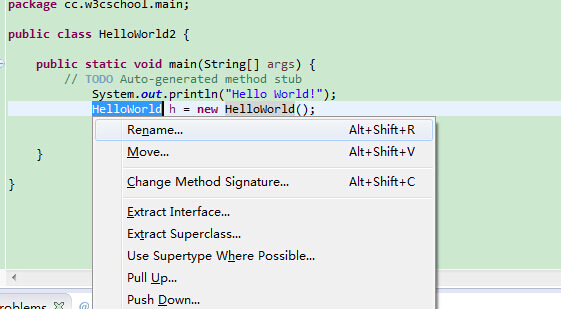 package cc.w3cschool.main;
public class HelloWorld2 {
public static void main(String[] args) {
// TODO Auto-generated method stub
System.out.println("Hello World!");
HelloWorld h = new HelloWorld();
}
}
Rename... Alt+Shift+R
Move... Alt+Shift+V
Change Method Signature... Alt+Shift+C
Extract Interface...
Extract Superclass...
Use Supertype Where Possible...
Pull Up...
Push Down...
roblems @